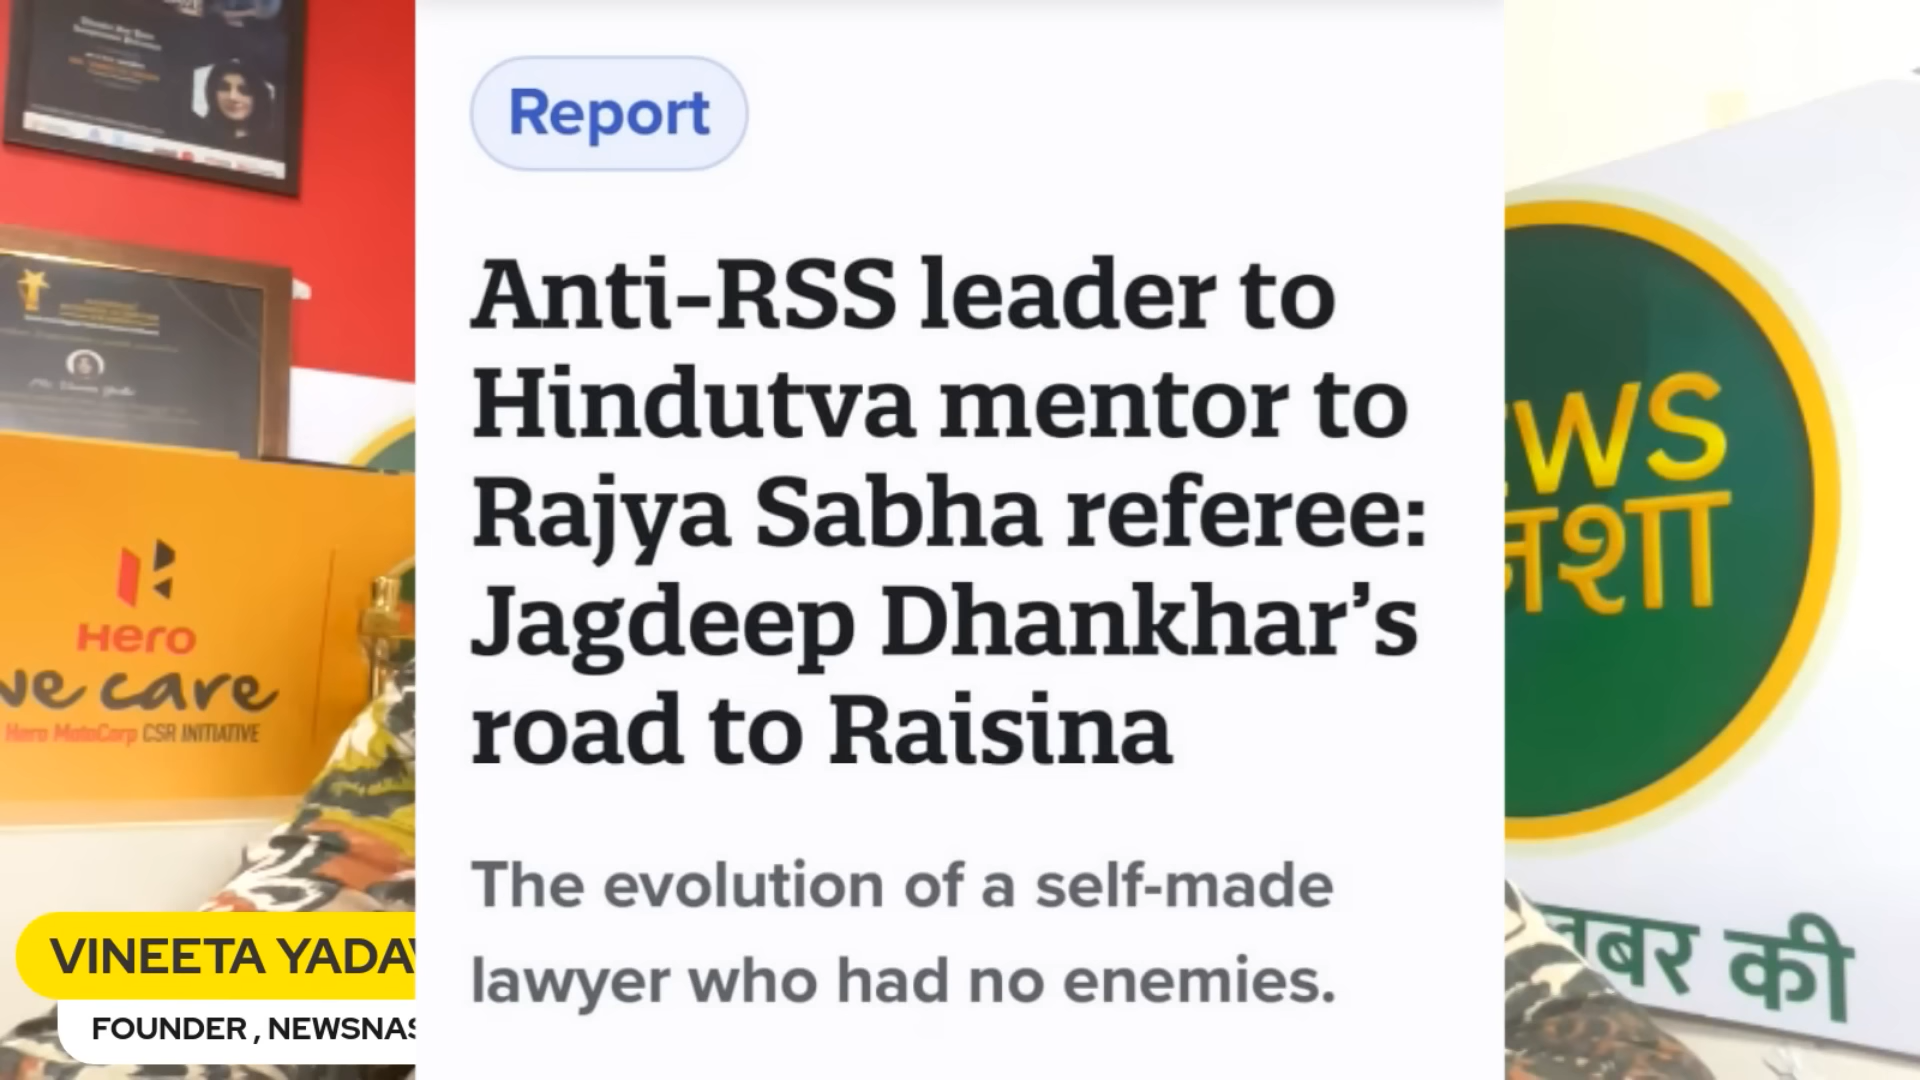 Report
Anti-RSS leader to
Hindutva mentor to
Rajya Sabha referee:
Jagdeep Dhankhar’s
road to Raisina
The evolution of a self-made
lawyer who had no enemies.
Hero
we care
Hero MotoCorp CSR INITIATIVE
VINEETA YADAV
FOUNDER , NEWSNAS
EWS
नशा
बर की